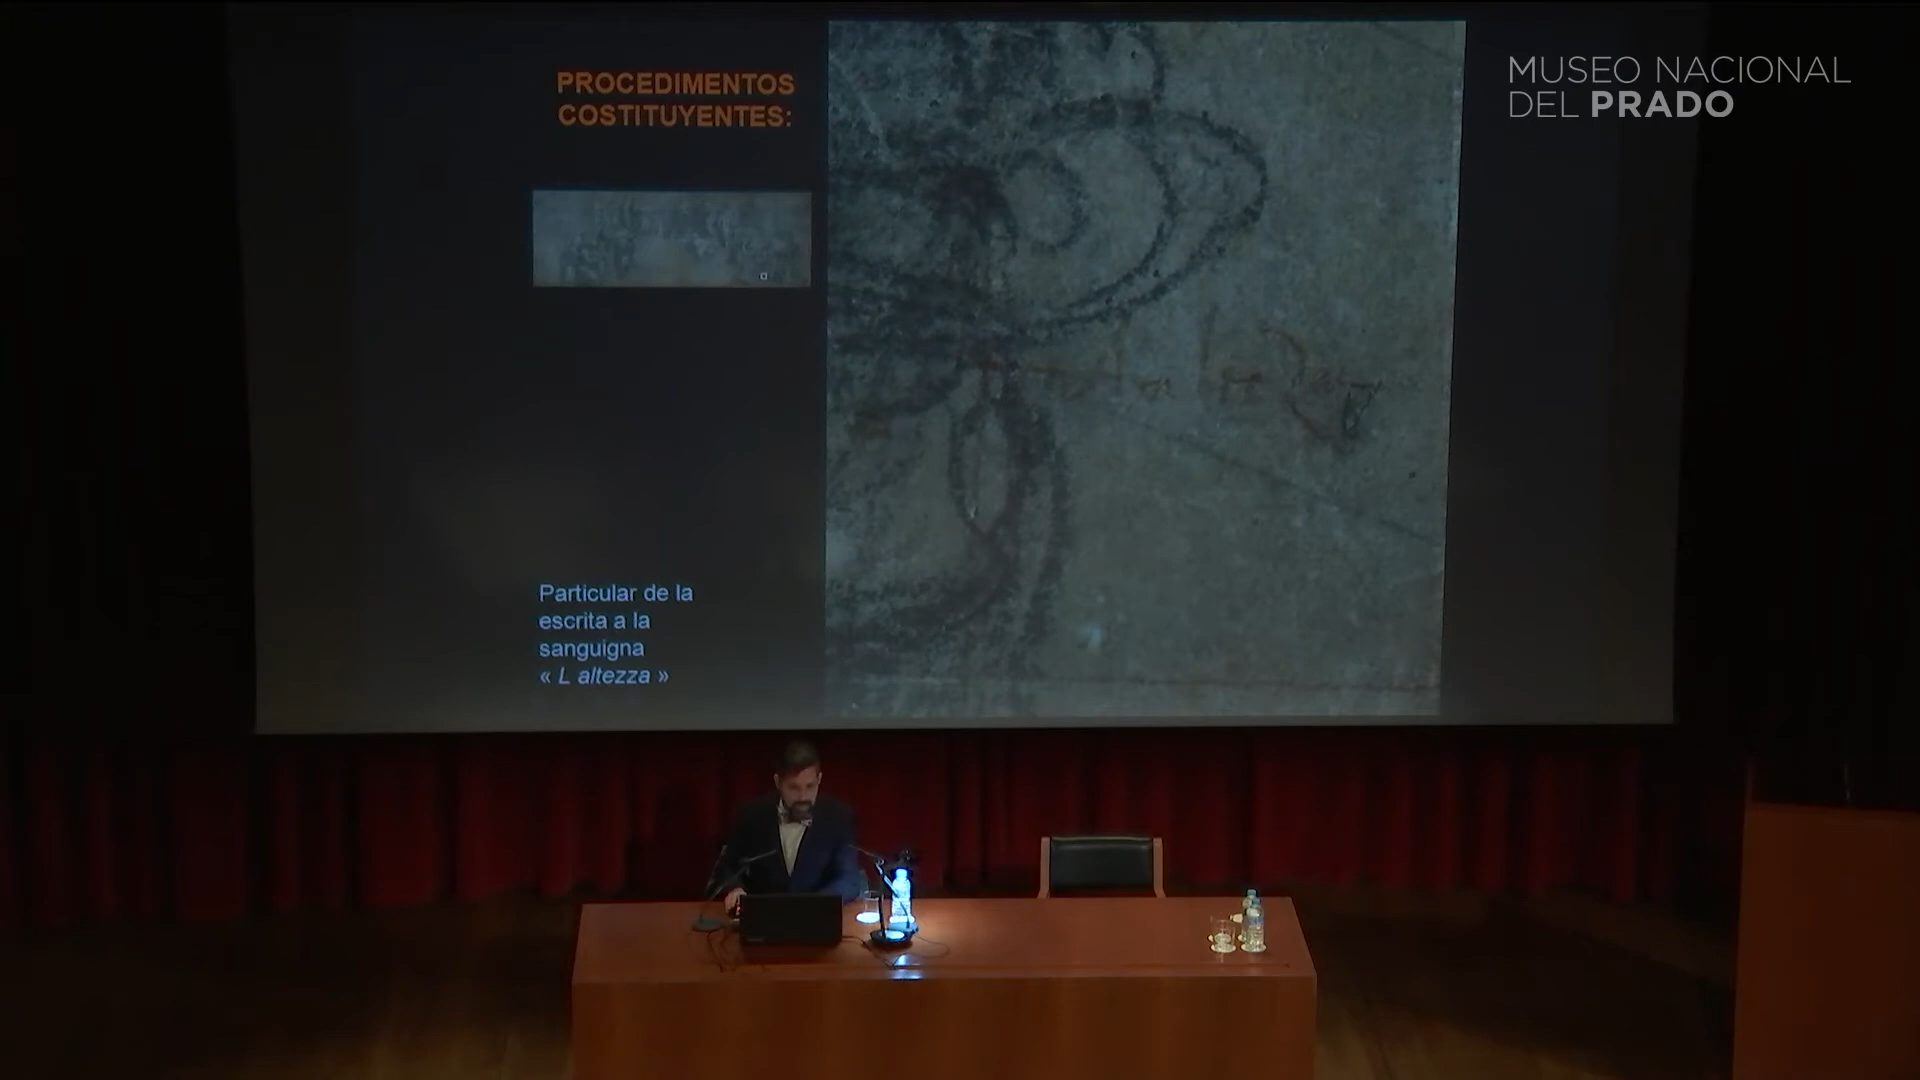 PROCEDIMENTOS
COSTITUYENTES:
MUSEO NACIONAL
DEL PRADO
Particular de la
escrita a la
sanguigna
« L altezza »